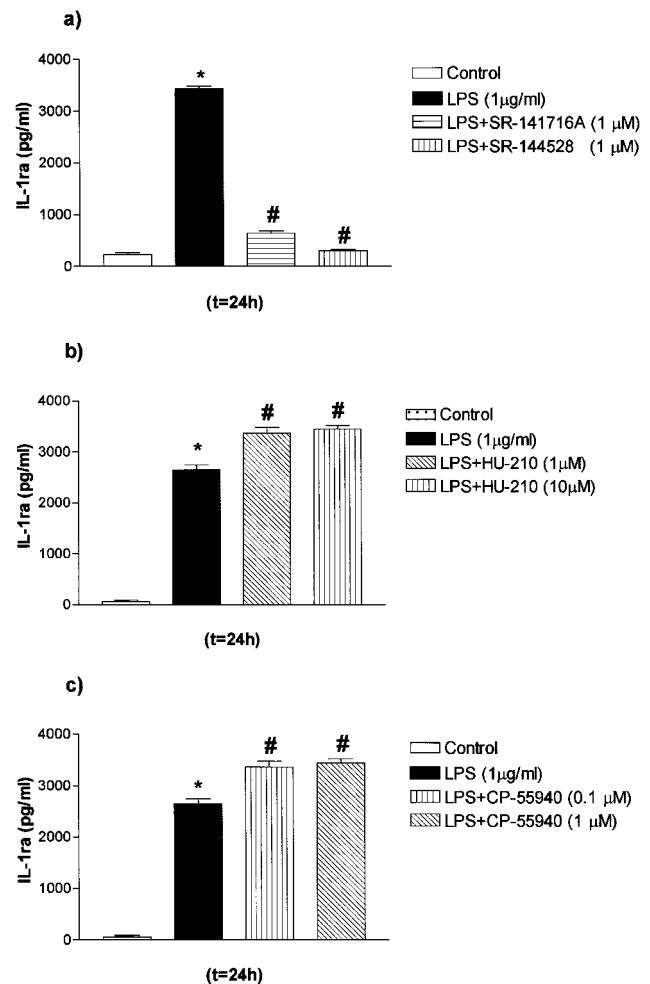 a)
4000
3000
2000
1000
0
IL-1ra (pg/ml)
*
#
#
(t=24h)
Control
LPS (1μg/ml)
LPS+SR-141716A (1 μM)
LPS+SR-144528 (1 μM)
b)
4000
3000
2000
1000
0
IL-1ra (pg/ml)
*
#
#
(t=24h)
Control
LPS (1μg/ml)
LPS+HU-210 (1μM)
LPS+HU-210 (10μM)
c)
4000
3000
2000
1000
0
IL-1ra (pg/ml)
*
#
#
(t=24h)
Control
LPS (1μg/ml)
LPS+CP-55940 (0.1 μM)
LPS+CP-55940 (1 μM)